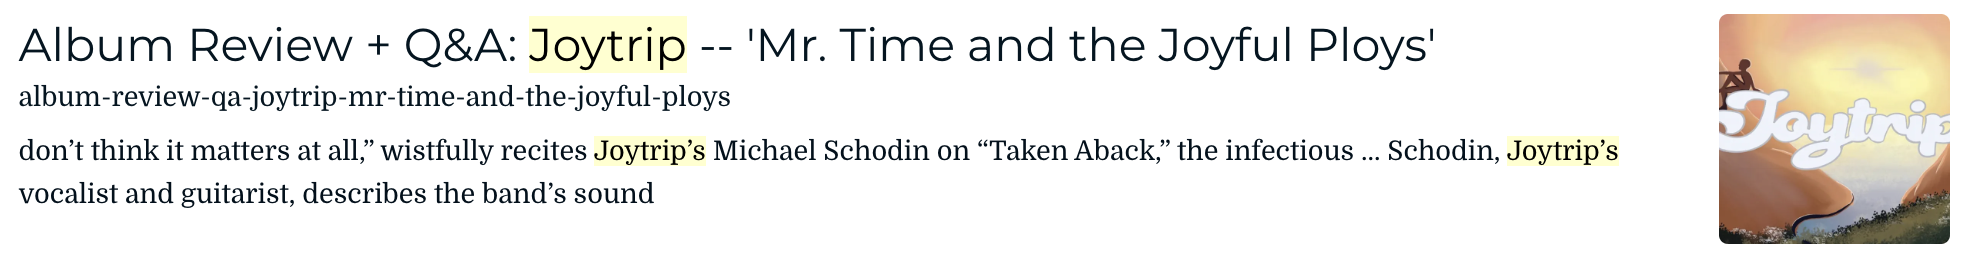 Album Review + Q&A: Joytrip -- 'Mr. Time and the Joyful Ploys'
album-review-qa-joytrip-mr-time-and-the-joyful-ploys
don’t think it matters at all,” wistfully recites Joytrip’s Michael Schodin on “Taken Aback,” the infectious ... Schodin, Joytrip’s
vocalist and guitarist, describes the band’s sound
Joytrip